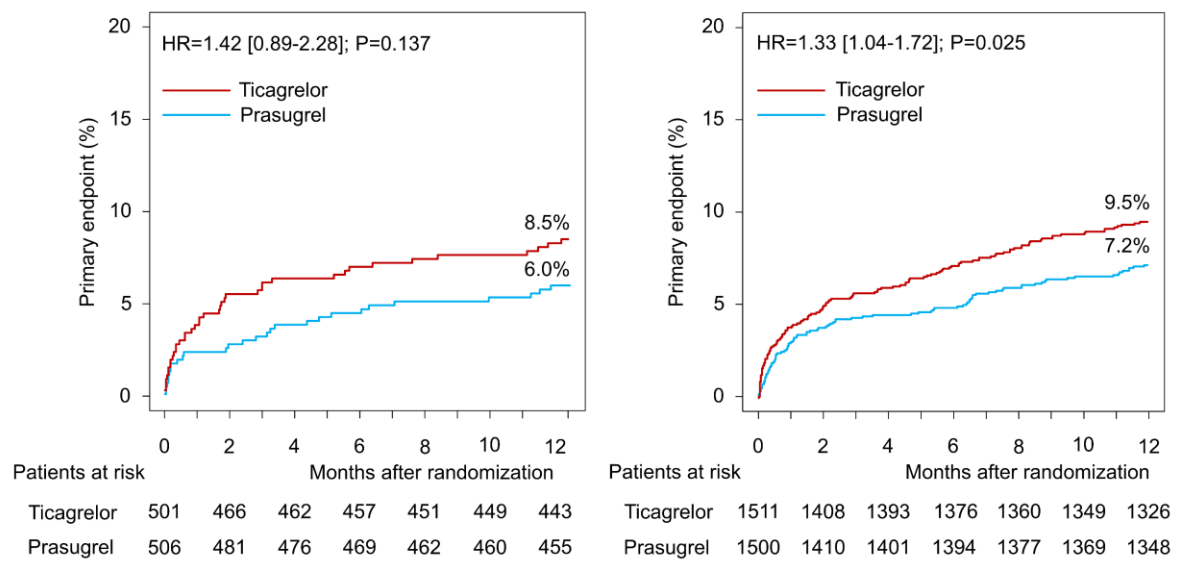 HR=1.42 [0.89-2.28]; P=0.137
Ticagrelor
Prasugrel
Primary endpoint (%)
20
15
10
5
0
8.5%
6.0%
0 2 4 6 8 10 12
Patients at risk Months after randomization
Ticagrelor 501 466 462 457 451 449 443
Prasugrel 506 481 476 469 462 460 455
HR=1.33 [1.04-1.72]; P=0.025
Ticagrelor
Prasugrel
Primary endpoint (%)
20
15
10
5
0
9.5%
7.2%
0 2 4 6 8 10 12
Patients at risk Months after randomization
Ticagrelor 1511 1408 1393 1376 1360 1349 1326
Prasugrel 1500 1410 1401 1394 1377 1369 1348